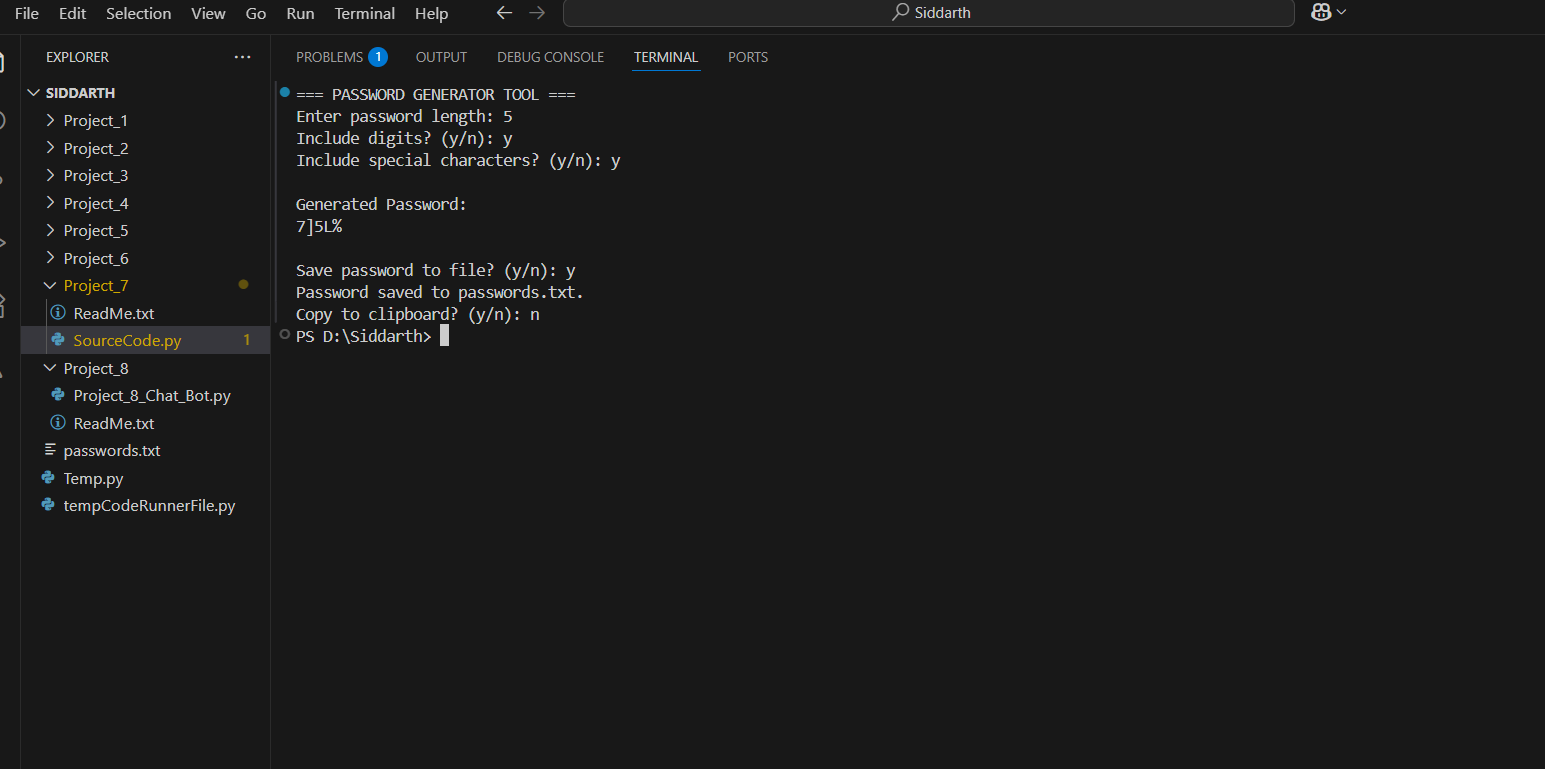 File Edit Selection View Go Run Terminal Help Siddarth
EXPLORER ...
SIDDARTH
Project_1
Project_2
Project_3
Project_4
Project_5
Project_6
Project_7
ReadMe.txt
SourceCode.py 1
Project_8
Project_8_Chat_Bot.py
ReadMe.txt
passwords.txt
Temp.py
tempCodeRunnerFile.py
PROBLEMS 1 OUTPUT DEBUG CONSOLE TERMINAL PORTS
=== PASSWORD GENERATOR TOOL ===
Enter password length: 5
Include digits? (y/n): y
Include special characters? (y/n): y
Generated Password:
7]5L%
Save password to file? (y/n): y
Password saved to passwords.txt.
Copy to clipboard? (y/n): n
PS D:\Siddarth>